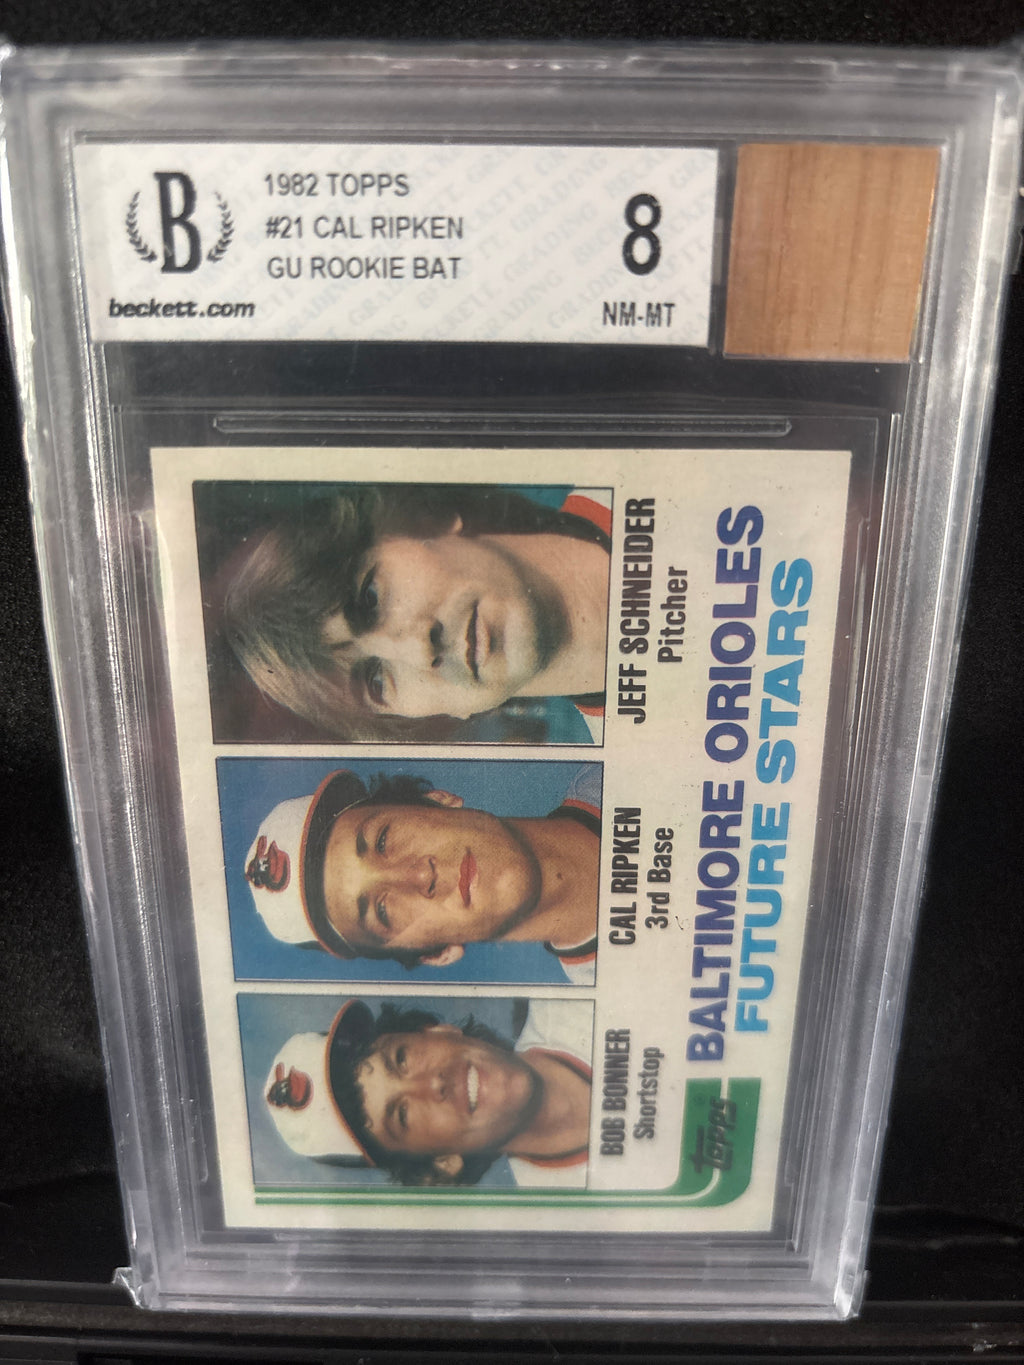 B
beckett.com
1982 TOPPS
#21 CAL RIPKEN
GU ROOKIE BAT
8
NM-MT
JEFF SCHNEIDER
Pitcher
CAL RIPKEN
3rd Base
BOB BONNER
Shortstop
BALTIMORE ORIOLES
FUTURE STARS
TOPPS